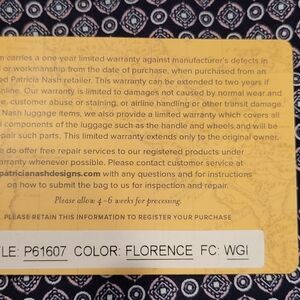 carries a one-year limited warranty against manufacturer's defects in
or workmanship from the date of purchase, when purchased from an
Patricia Nash retailer. This warranty can be extended to two years if
nline. Our warranty is limited to damages not caused by normal wear and
e, customer abuse or staining, or airline handling or other transit damage.
Nash luggage items, we also provide a limited warranty which covers all
components of the luggage such as the handle and wheels and will be
pair such parts. This limited warranty extends only to the original owner.
e do offer free repair services to our registered products under
arranty whenever possible. Please contact customer service at
patricianashdesigns.com with any questions and for instructions
on how to submit the bag to us for inspection and repair.
Please allow 4-6 weeks for processing.
PLEASE RETAIN THIS INFORMATION TO REGISTER YOUR PURCHASE
LE: P61607 COLOR: FLORENCE FC: WGI